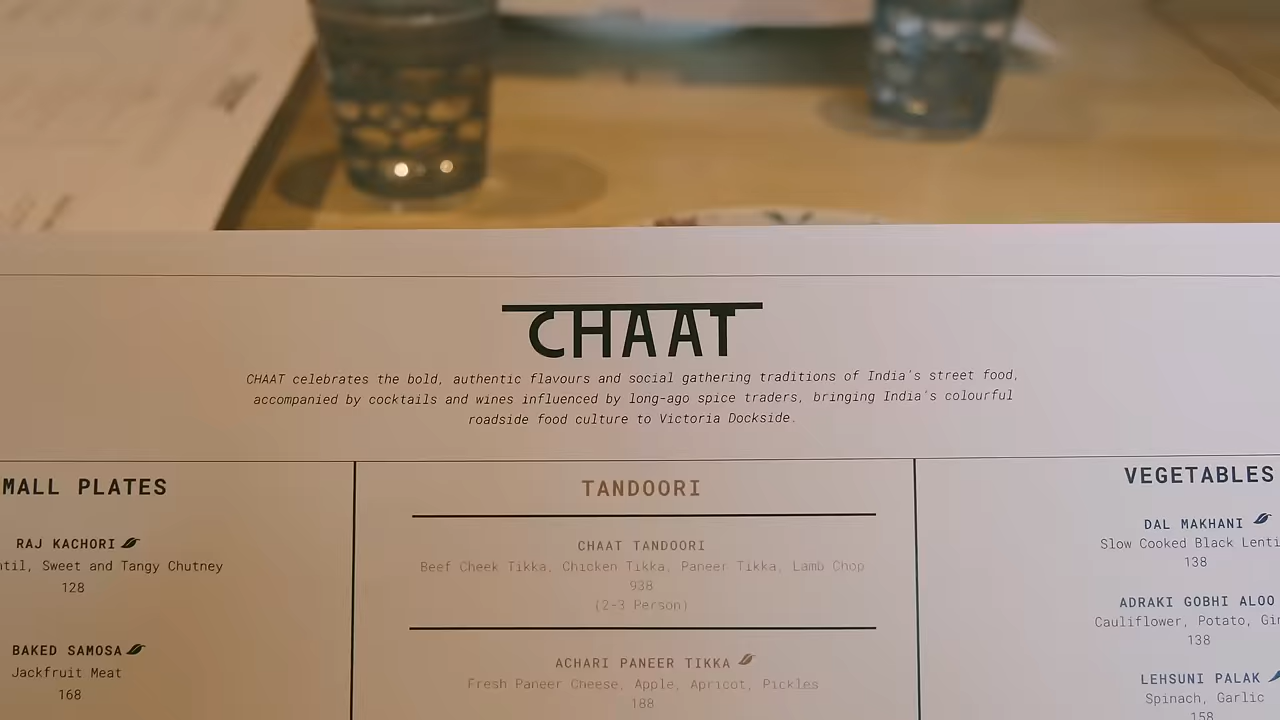 CHAAT
CHAAT celebrates the bold, authentic flavours and social gathering traditions of India's street food,
accompanied by cocktails and wines influenced by long-ago spice traders, bringing India's colourful
roadside food culture to Victoria Dockside.
MALL PLATES
RAJ KACHORI
Sweet and Tangy Chutney
128
BAKED SAMOSA
Jackfruit Meat
168
TANDOORI
CHAAT TANDOORI
Beef Cheek Tikka, Chicken Tikka, Paneer Tikka, Lamb Chop
938
(2-3 Person)
ACHARI PANEER TIKKA
Fresh Paneer Cheese, Apple, Apricot, Pickles
188
VEGETABLES
DAL MAKHANI
Slow Cooked Black Lenti
138
ADRAKI GOBHI ALOO
Cauliflower, Potato, Gin
138
LEHSUNI PALAK
Spinach, Garlic
158